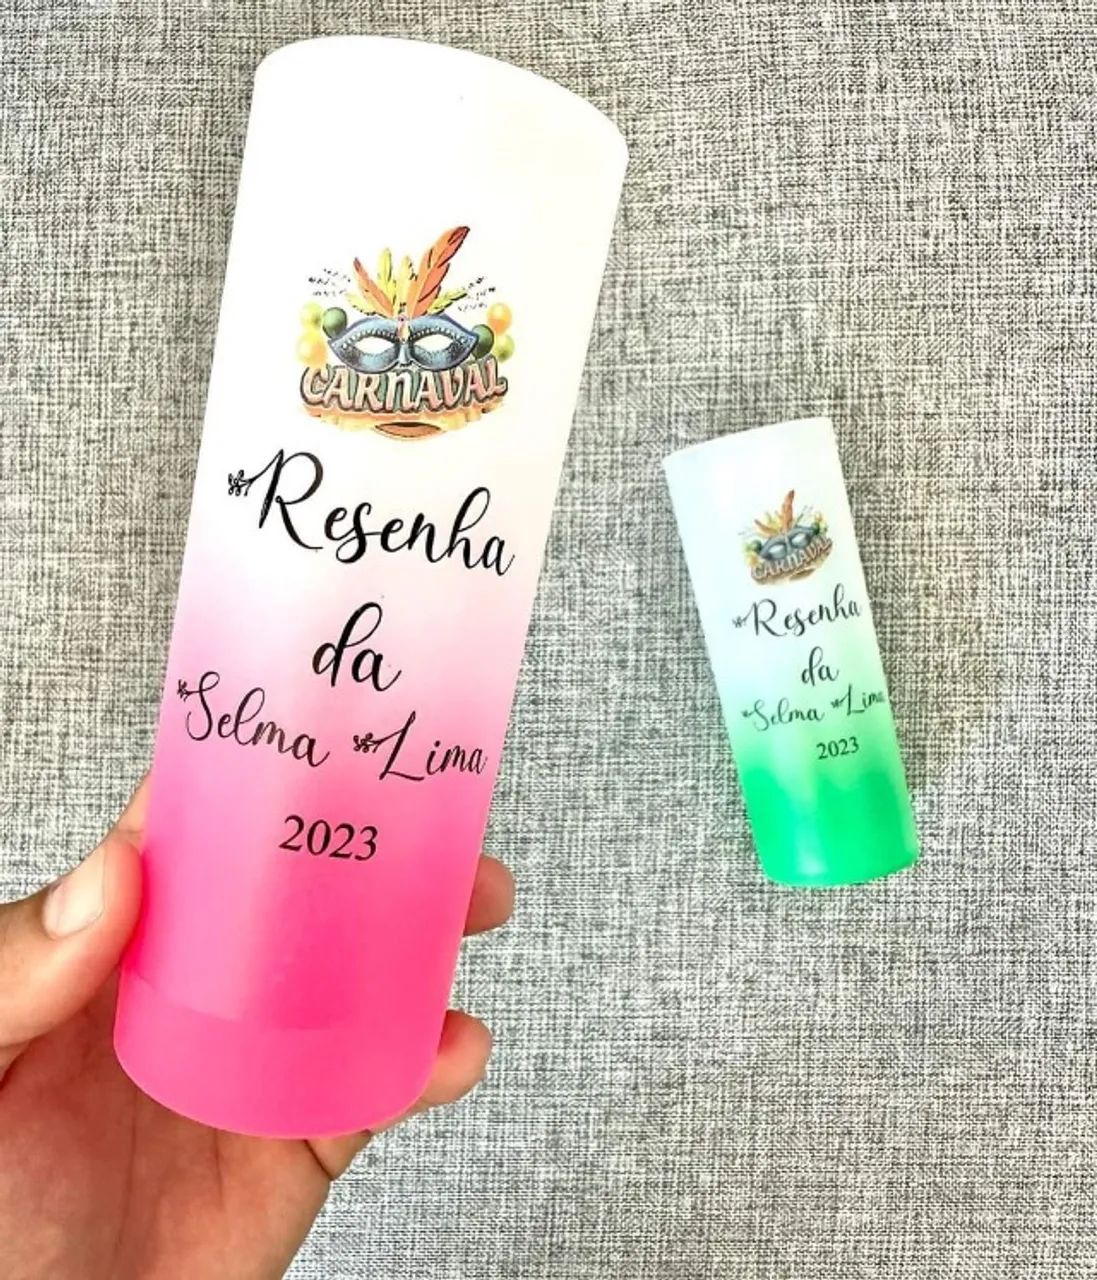 CARNAVAL
Resenha
da
Selma Lima
2023
CARNAVAL
Resenha
da
Selma Lima
2023